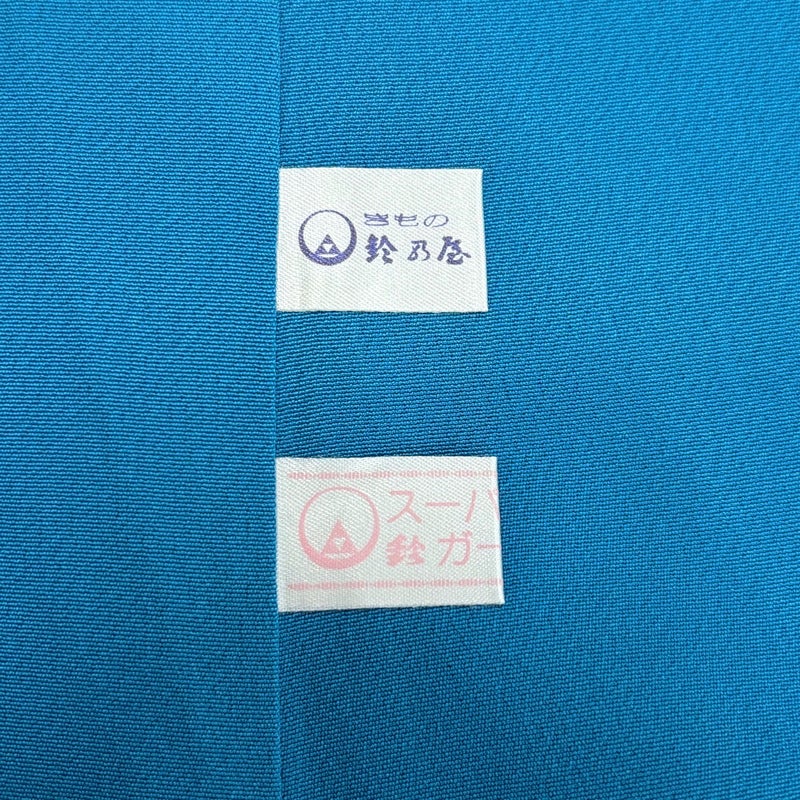 きもの
鈴乃屋
スーパ
鈴ガー